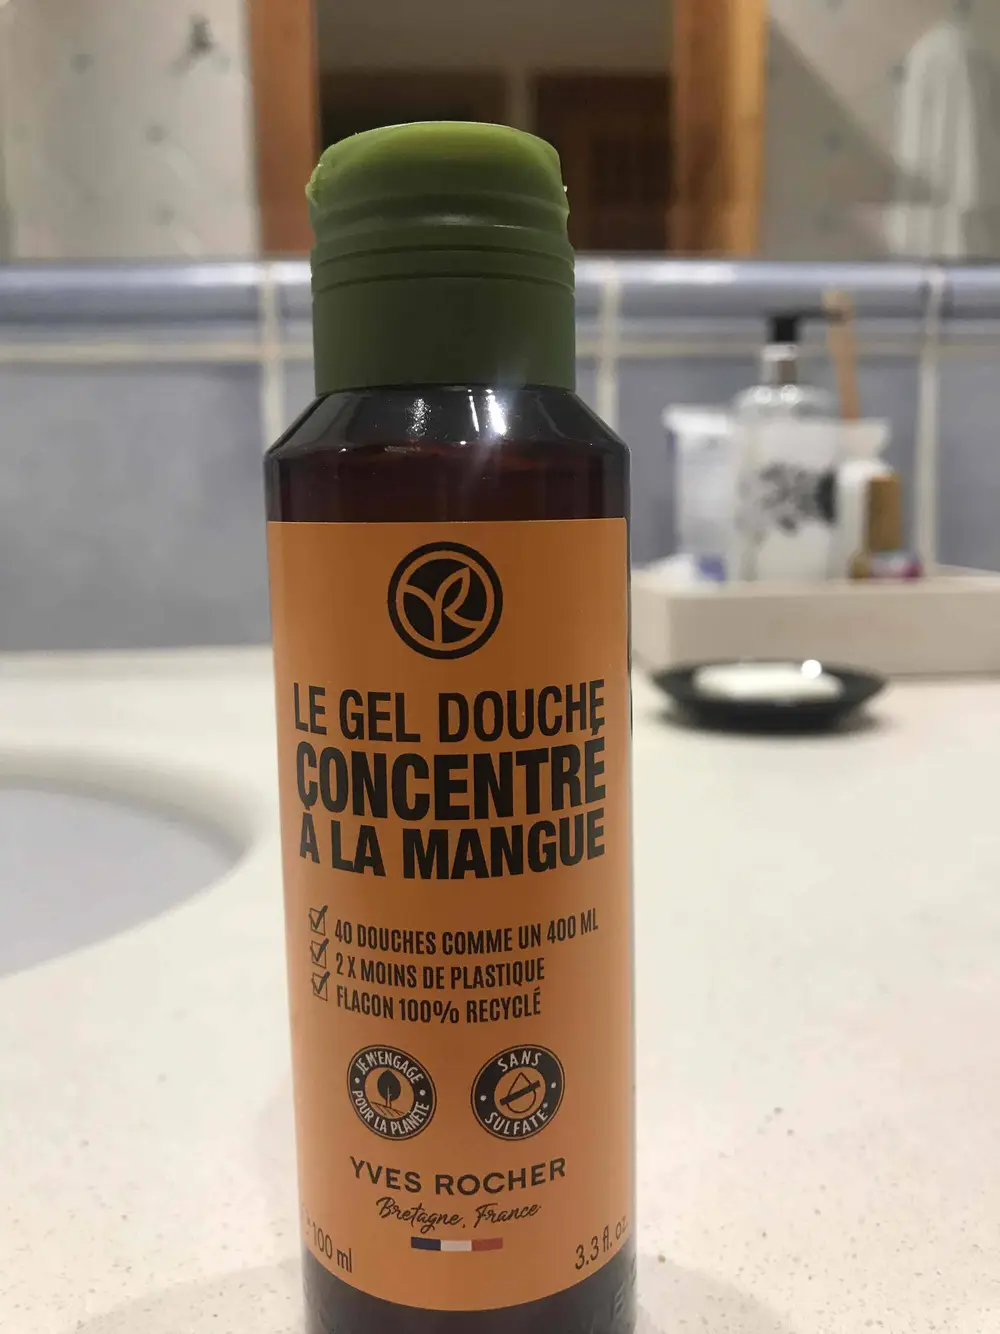 LE GEL DOUCHE
CONCENTRÉ
À LA MANGUE
40 DOUCHES COMME UN 400 ML
2 X MOINS DE PLASTIQUE
FLACON 100% RECYCLÉ
JE M'ENGAGE
POUR LA PLANÈTE
SANS
SULFATE*
YVES ROCHER
Bretagne, France
100 ml
3.3 fl. oz.